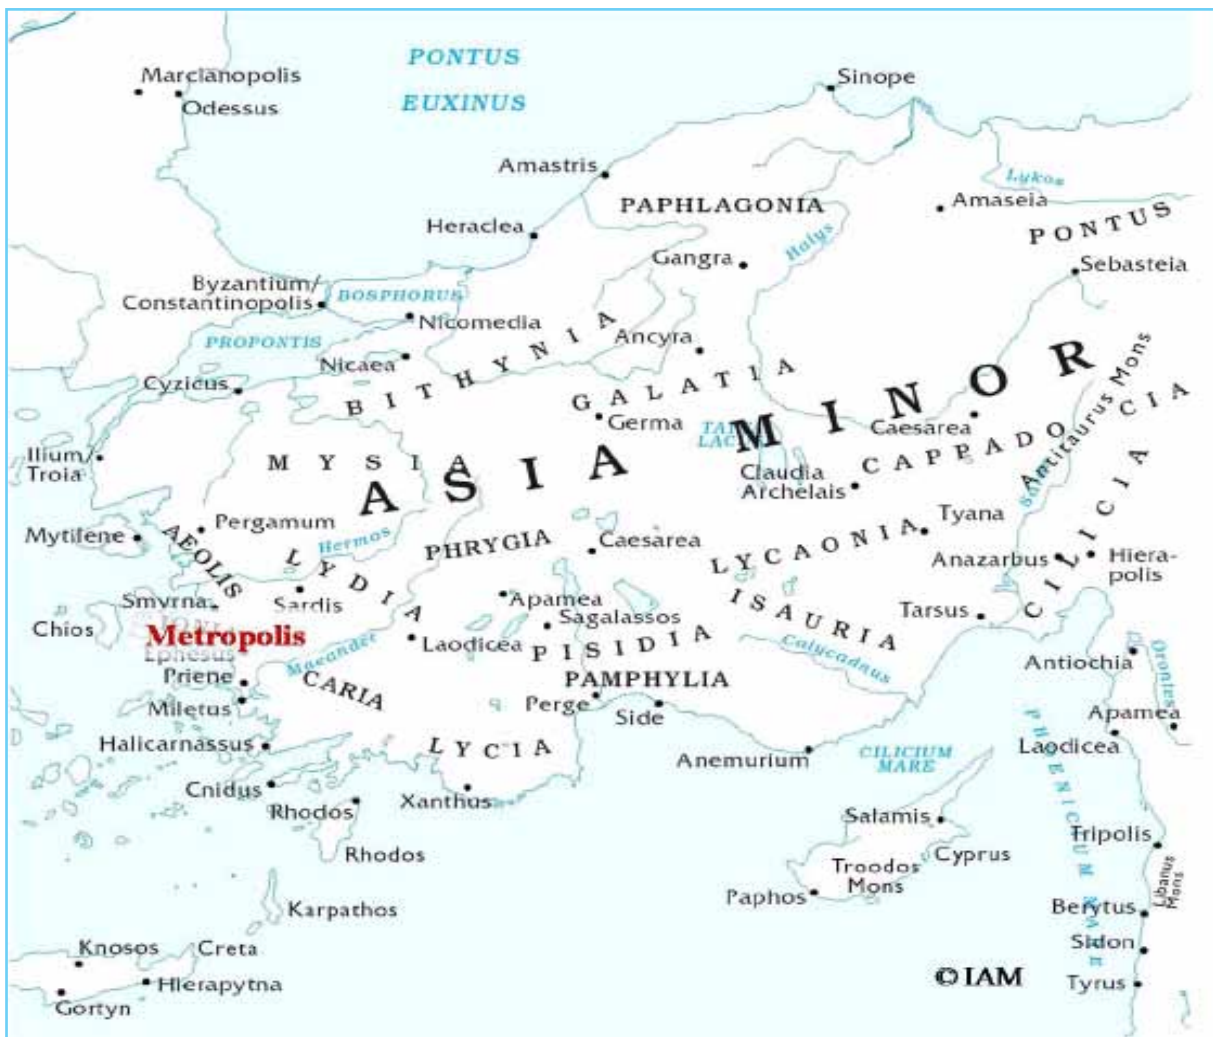 PONTUS
EUXINUS
Marcianopolis
Odessus
Sinope
Amastris
Lykos
PAPHLAGONIA
Amaseia
PONTUS
Heraclea
Halys
Gangra
Sebasteia
Byzantium/
Constantinopolis
BOSPHORUS
Nicomedia
PROPONTIS
Nicaea
BITHYNIA
Ancyra
Cyzicus
GALATIA
Germa
ASIA MINOR
Caesarea
CAPPADOCIA
Antitaurus Mons
Ilium/
Troia
MYSIA
Claudia
Archelais
CILICIA
Pergamum
Mytilene
AEOLIS
Hermos
LYDIA
PHRYGIA
Caesarea
LYCAONIA
Tyana
Anazarbus
Hiera-
polis
Smyrna
Sardis
Apamea
Sagalassos
ISAURIA
Tarsus
Chios
IONIA
Metropolis
Ephesus
Maeander
Laodicea
PISIDIA
Calycadnus
Antiochia
Orontes
Priene
CARIA
PAMPHYLIA
Miletus
Perge
Side
Apamea
Halicarnassus
LYCIA
Anemurium
CILICIUM
MARE
Laodicea
PHOENICIUM MARE
Cnidus
Rhodos
Xanthus
Salamis
Tripolis
Rhodos
Cyprus
Troodos
Mons
Paphos
Libanus
Mons
Karpathos
Berytus
Knosos
Creta
Sidon
Hierapytna
© IAM
Tyrus
Gortyn